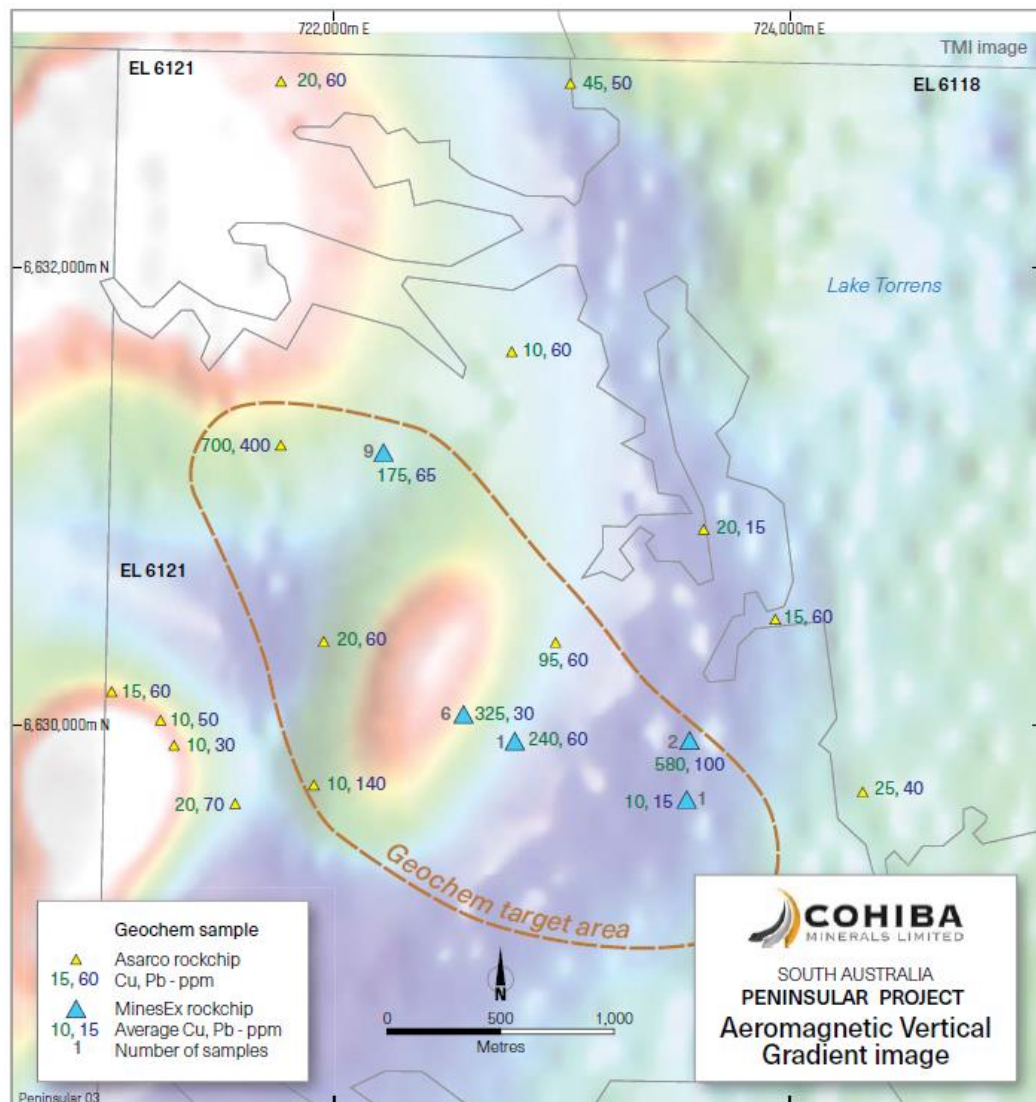 722,000m E
724,000m E
TMI image
EL 6121
20, 60
45, 50
EL 6118
6,632,000m N
Lake Torrens
10, 60
700, 400
9
175, 65
20, 15
EL 6121
15, 60
20, 60
95, 60
15, 60
10, 50
6,630,000m N
10, 30
6
325, 30
1
240, 60
2
580, 100
10, 140
20, 70
10, 15
1
25, 40
Geochem target area
Geochem sample
Asarco rockchip
15, 60 Cu, Pb - ppm
MinesEx rockchip
10, 15 Average Cu, Pb - ppm
1 Number of samples
N
0 500 1,000
Metres
COHIBA
MINERALS LIMITED
SOUTH AUSTRALIA
PENINSULAR PROJECT
Aeromagnetic Vertical
Gradient image
Peninsular 03